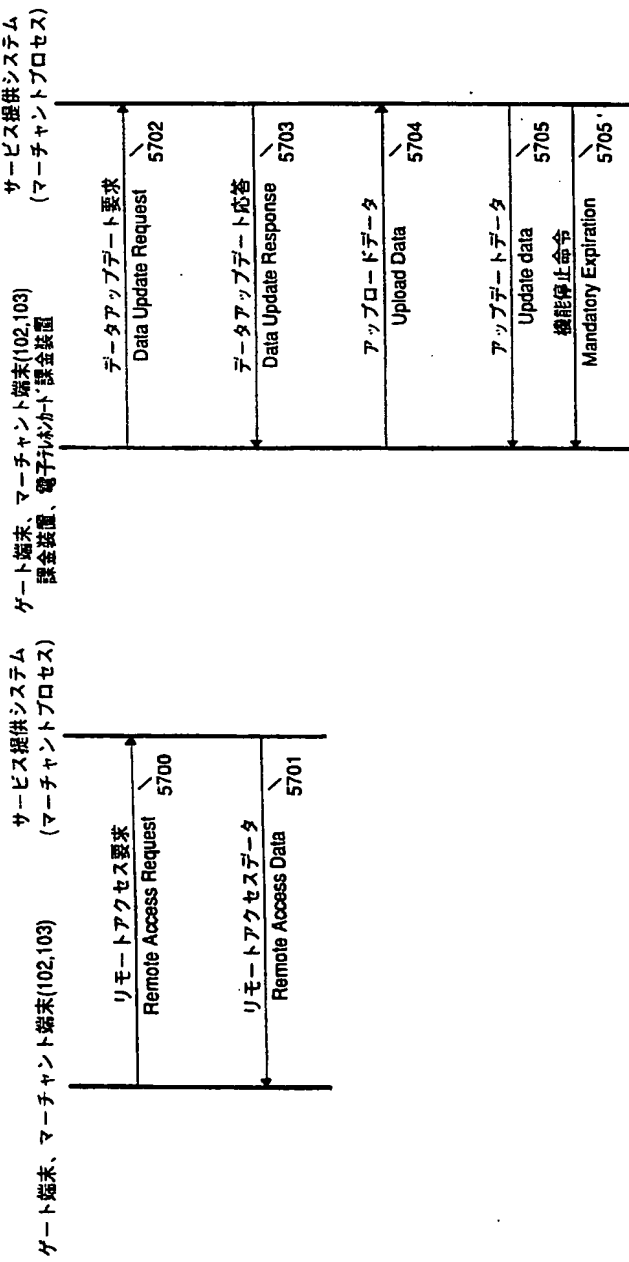 ゲート端末、マーチャント端末(102,103)
サービス提供システム
(マーチャントプロセス)
リモートアクセス要求
Remote Access Request
5700
リモートアクセスデータ
Remote Access Data
5701
ゲート端末、マーチャント端末(102,103)
課金装置、電子テレホンカード課金装置
サービス提供システム
(マーチャントプロセス)
データアップデート要求
Data Update Request
5702
データアップデート応答
Data Update Response
5703
アップロードデータ
Upload Data
5704
アップデートデータ
Update data
5705
機能停止命令
Mandatory Expiration
5705'